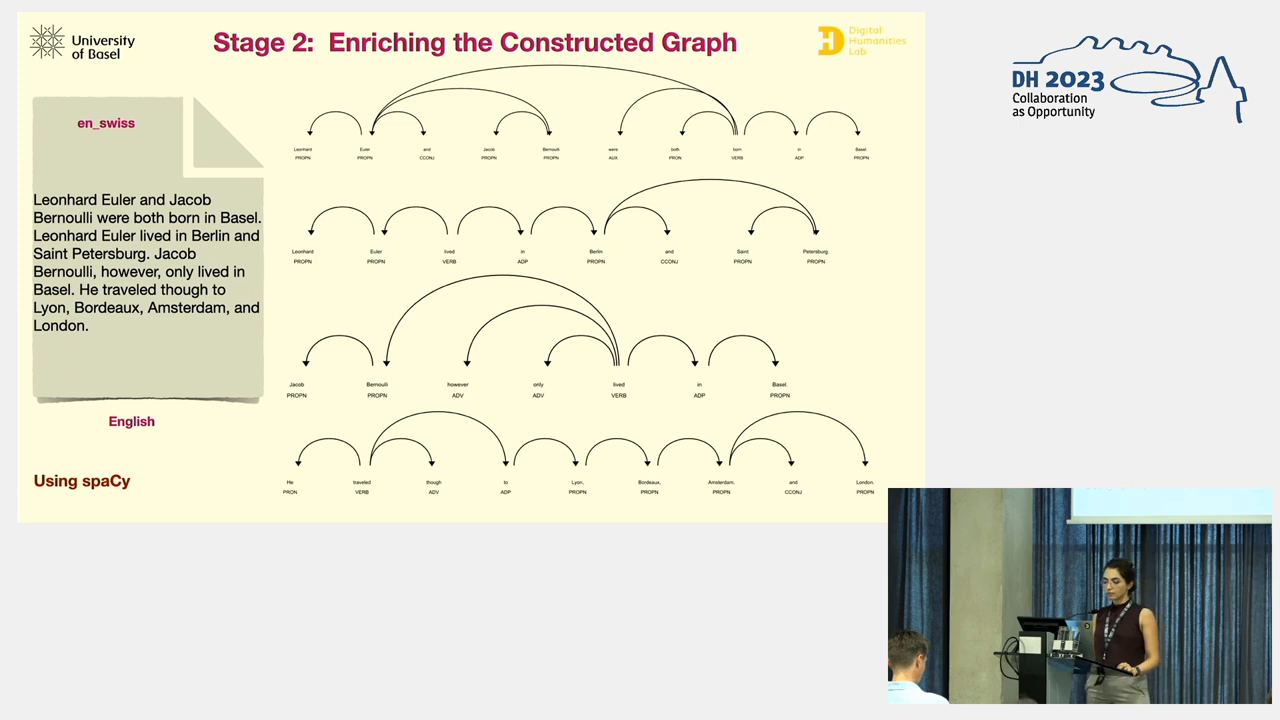 University
of Basel
Stage 2: Enriching the Constructed Graph
Digital
Humanities
Lab
DH 2023
Collaboration
as Opportunity
en_swiss
Leonhard Euler and Jacob
Bernoulli were both born in Basel.
Leonhard Euler lived in Berlin and
Saint Petersburg. Jacob
Bernoulli, however, only lived in
Basel. He traveled though to
Lyon, Bordeaux, Amsterdam, and
London.
English
Using spaCy
Leonhard Euler and Jacob Bernoulli were both born in Basel.
PROPN PROPN CCONJ PROPN PROPN AUX PRON VERB ADP PROPN
Leonhard Euler lived in Berlin and Saint Petersburg.
PROPN PROPN VERB ADP PROPN CCONJ PROPN PROPN
Jacob Bernoulli however only lived in Basel.
PROPN PROPN ADV ADV VERB ADP PROPN
He traveled though to Lyon, Bordeaux, Amsterdam, and London.
PRON VERB ADV ADP PROPN PROPN PROPN CCONJ PROPN